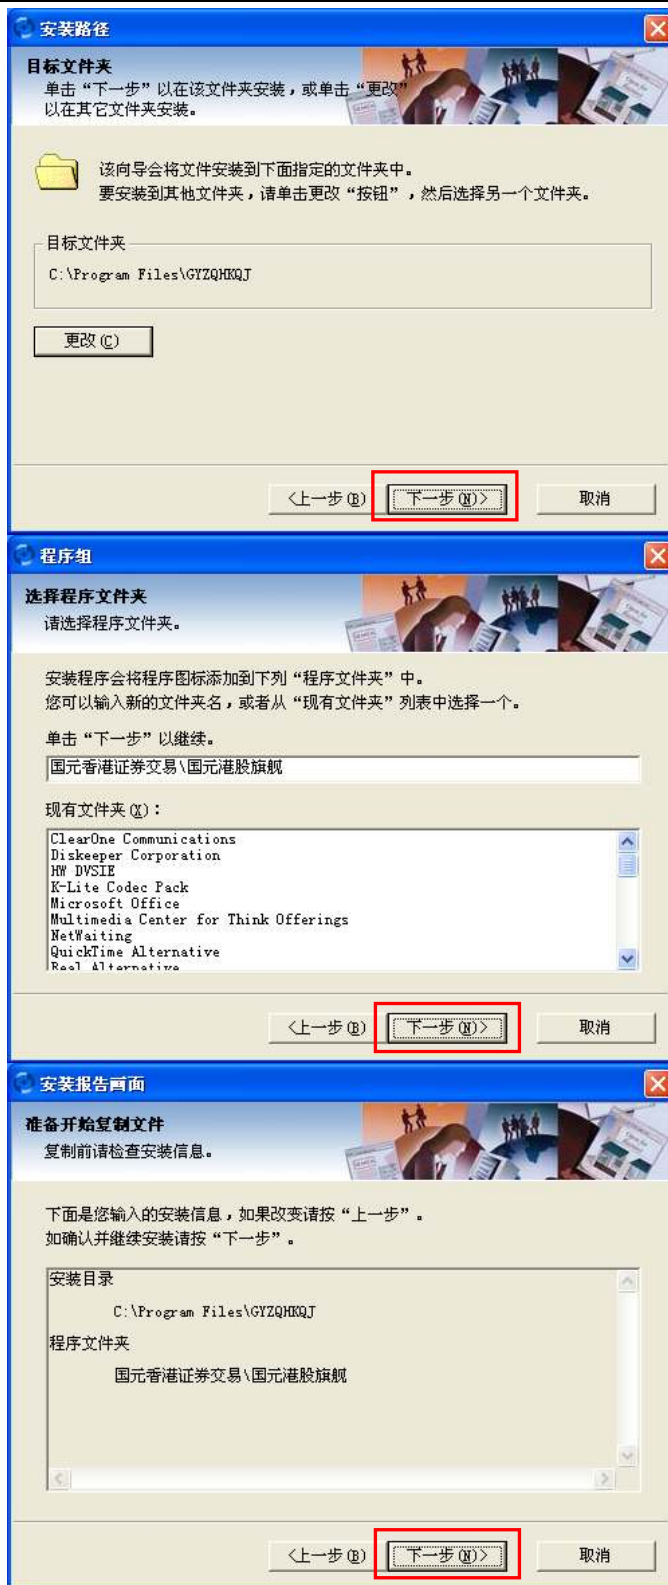 安装路径
目标文件夹
单击“下一步”以在该文件夹安装，或单击“更改”
以在其它文件夹安装。
该向导会将文件安装到下面指定的文件夹中。
要安装到其他文件夹，请单击更改“按钮”，然后选择另一个文件夹。
目标文件夹
C:\Program Files\GYZQHKQJ
更改(C)
<上一步(B)
下一步(N)>
取消
程序组
选择程序文件夹
请选择程序文件夹。
安装程序会将程序图标添加到下列“程序文件夹”中。
您可以输入新的文件夹名，或者从“现有文件夹”列表中选择一个。
单击“下一步”以继续。
国元香港证券交易\国元港股旗舰
现有文件夹(X)：
ClearOne Communications
Diskeeper Corporation
HW DVSIE
K-Lite Codec Pack
Microsoft Office
Multimedia Center for Think Offerings
NetWaiting
QuickTime Alternative
Real Alternative
<上一步(B)
下一步(N)>
取消
安装报告画面
准备开始复制文件
复制前请检查安装信息。
下面是您输入的安装信息，如果改变请按“上一步”。
如确认并继续安装请按“下一步”。
安装目录
C:\Program Files\GYZQHKQJ
程序文件夹
国元香港证券交易\国元港股旗舰
<上一步(B)
下一步(N)>
取消